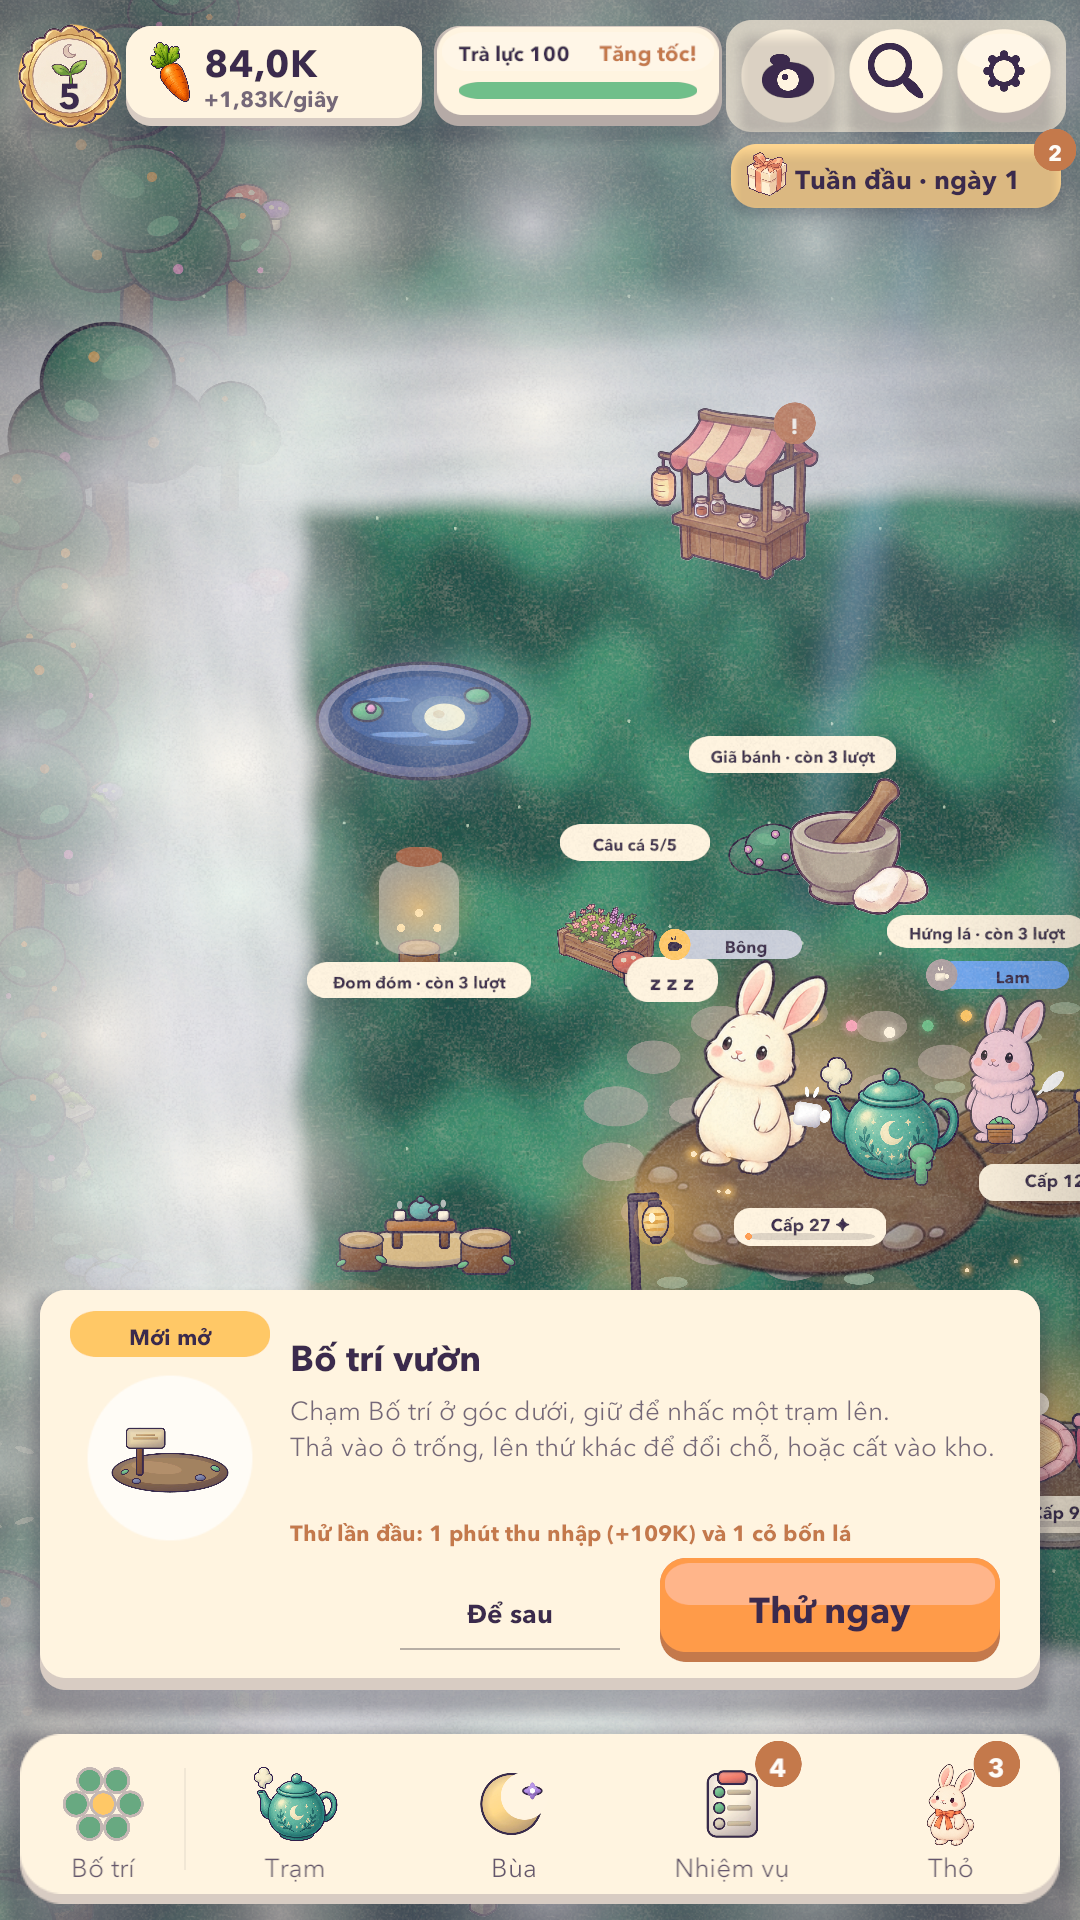 5
84,0K
+1,83K/giây
Trà lực 100
Tăng tốc!
2
Tuần đầu · ngày 1
!
Giã bánh · còn 3 lượt
Câu cá 5/5
Hứng lá · còn 3 lượt
Bông
Lam
Đom đóm · còn 3 lượt
z z z
Cấp 12
Cấp 27 ✦
Mới mở
Bố trí vườn
Chạm Bố trí ở góc dưới, giữ để nhấc một trạm lên.
Thả vào ô trống, lên thứ khác để đổi chỗ, hoặc cất vào kho.
Cấp 9
Thử lần đầu: 1 phút thu nhập (+109K) và 1 cỏ bốn lá
Để sau
Thử ngay
4
3
Bố trí
Trạm
Bùa
Nhiệm vụ
Thỏ